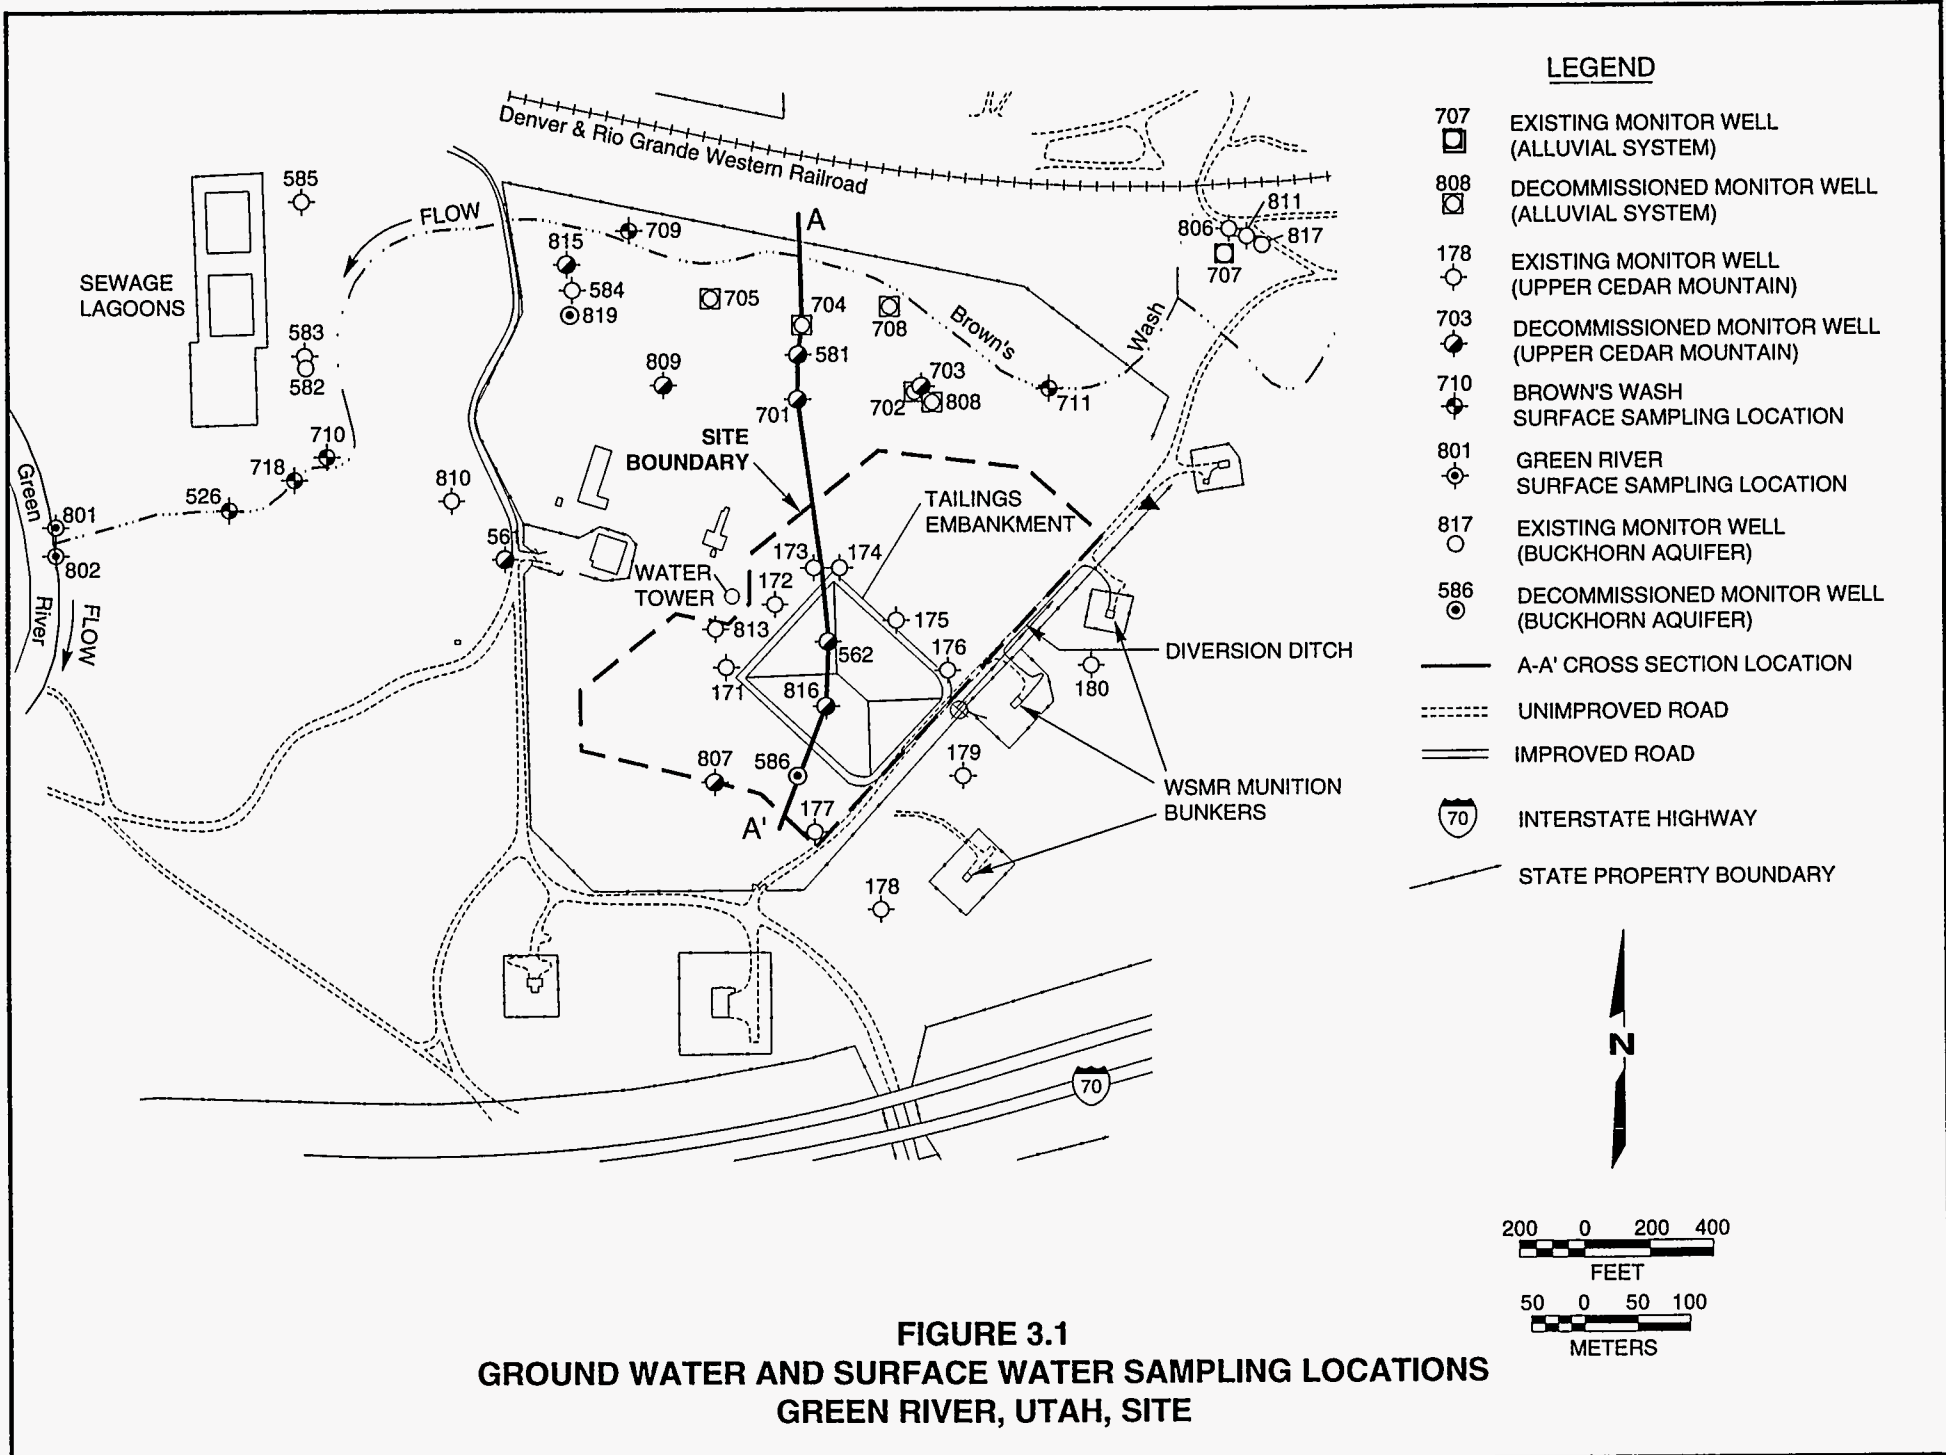 Denver & Rio Grande Western Railroad
585
FLOW
709
A
811
806
817
815
707
SEWAGE
LAGOONS
584
705
704
708
Brown's
Wash
819
583
581
582
809
703
702
808
711
701
SITE
BOUNDARY
710
718
810
TAILINGS
EMBANKMENT
526
Green
River
801
802
FLOW
56
173
174
WATER
TOWER
172
175
813
176
562
DIVERSION DITCH
171
816
180
586
179
807
WSMR MUNITION
BUNKERS
177
A'
178
70
LEGEND
707
EXISTING MONITOR WELL
(ALLUVIAL SYSTEM)
808
DECOMMISSIONED MONITOR WELL
(ALLUVIAL SYSTEM)
178
EXISTING MONITOR WELL
(UPPER CEDAR MOUNTAIN)
703
DECOMMISSIONED MONITOR WELL
(UPPER CEDAR MOUNTAIN)
710
BROWN'S WASH
SURFACE SAMPLING LOCATION
801
GREEN RIVER
SURFACE SAMPLING LOCATION
817
EXISTING MONITOR WELL
(BUCKHORN AQUIFER)
586
DECOMMISSIONED MONITOR WELL
(BUCKHORN AQUIFER)
A-A' CROSS SECTION LOCATION
UNIMPROVED ROAD
IMPROVED ROAD
70
INTERSTATE HIGHWAY
STATE PROPERTY BOUNDARY
N
200 0 200 400
FEET
50 0 50 100
METERS
FIGURE 3.1
GROUND WATER AND SURFACE WATER SAMPLING LOCATIONS
GREEN RIVER, UTAH, SITE